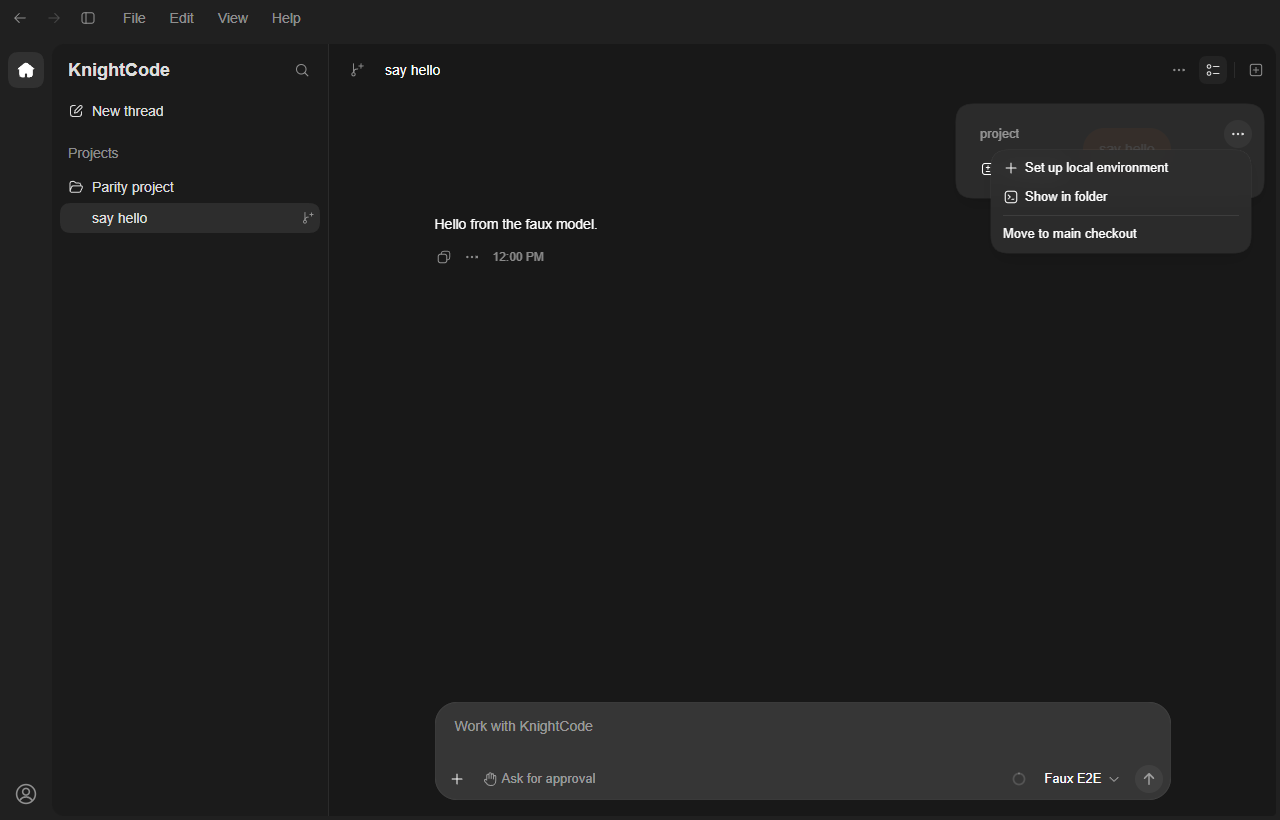 File Edit View Help
KnightCode
New thread
Projects
Parity project
say hello
say hello
project
say hello
Set up local environment
Show in folder
Move to main checkout
Hello from the faux model.
12:00 PM
Work with KnightCode
Ask for approval
Faux E2E